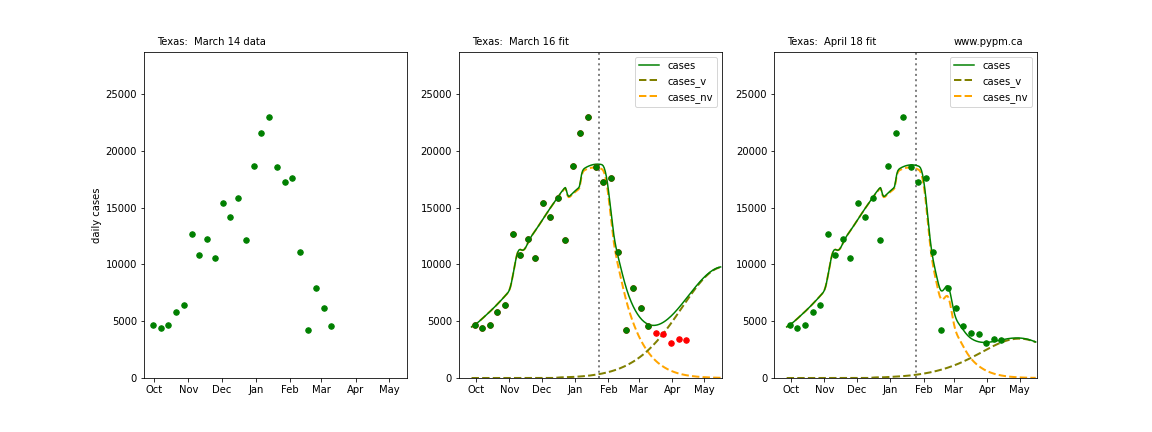 Texas:  March 14 data
daily cases
25000
20000
15000
10000
5000
0
Oct Nov Dec Jan Feb Mar Apr May
Texas:  March 16 fit
cases
cases_v
cases_nv
25000
20000
15000
10000
5000
0
Oct Nov Dec Jan Feb Mar Apr May
Texas:  April 18 fit
www.pypm.ca
cases
cases_v
cases_nv
25000
20000
15000
10000
5000
0
Oct Nov Dec Jan Feb Mar Apr May